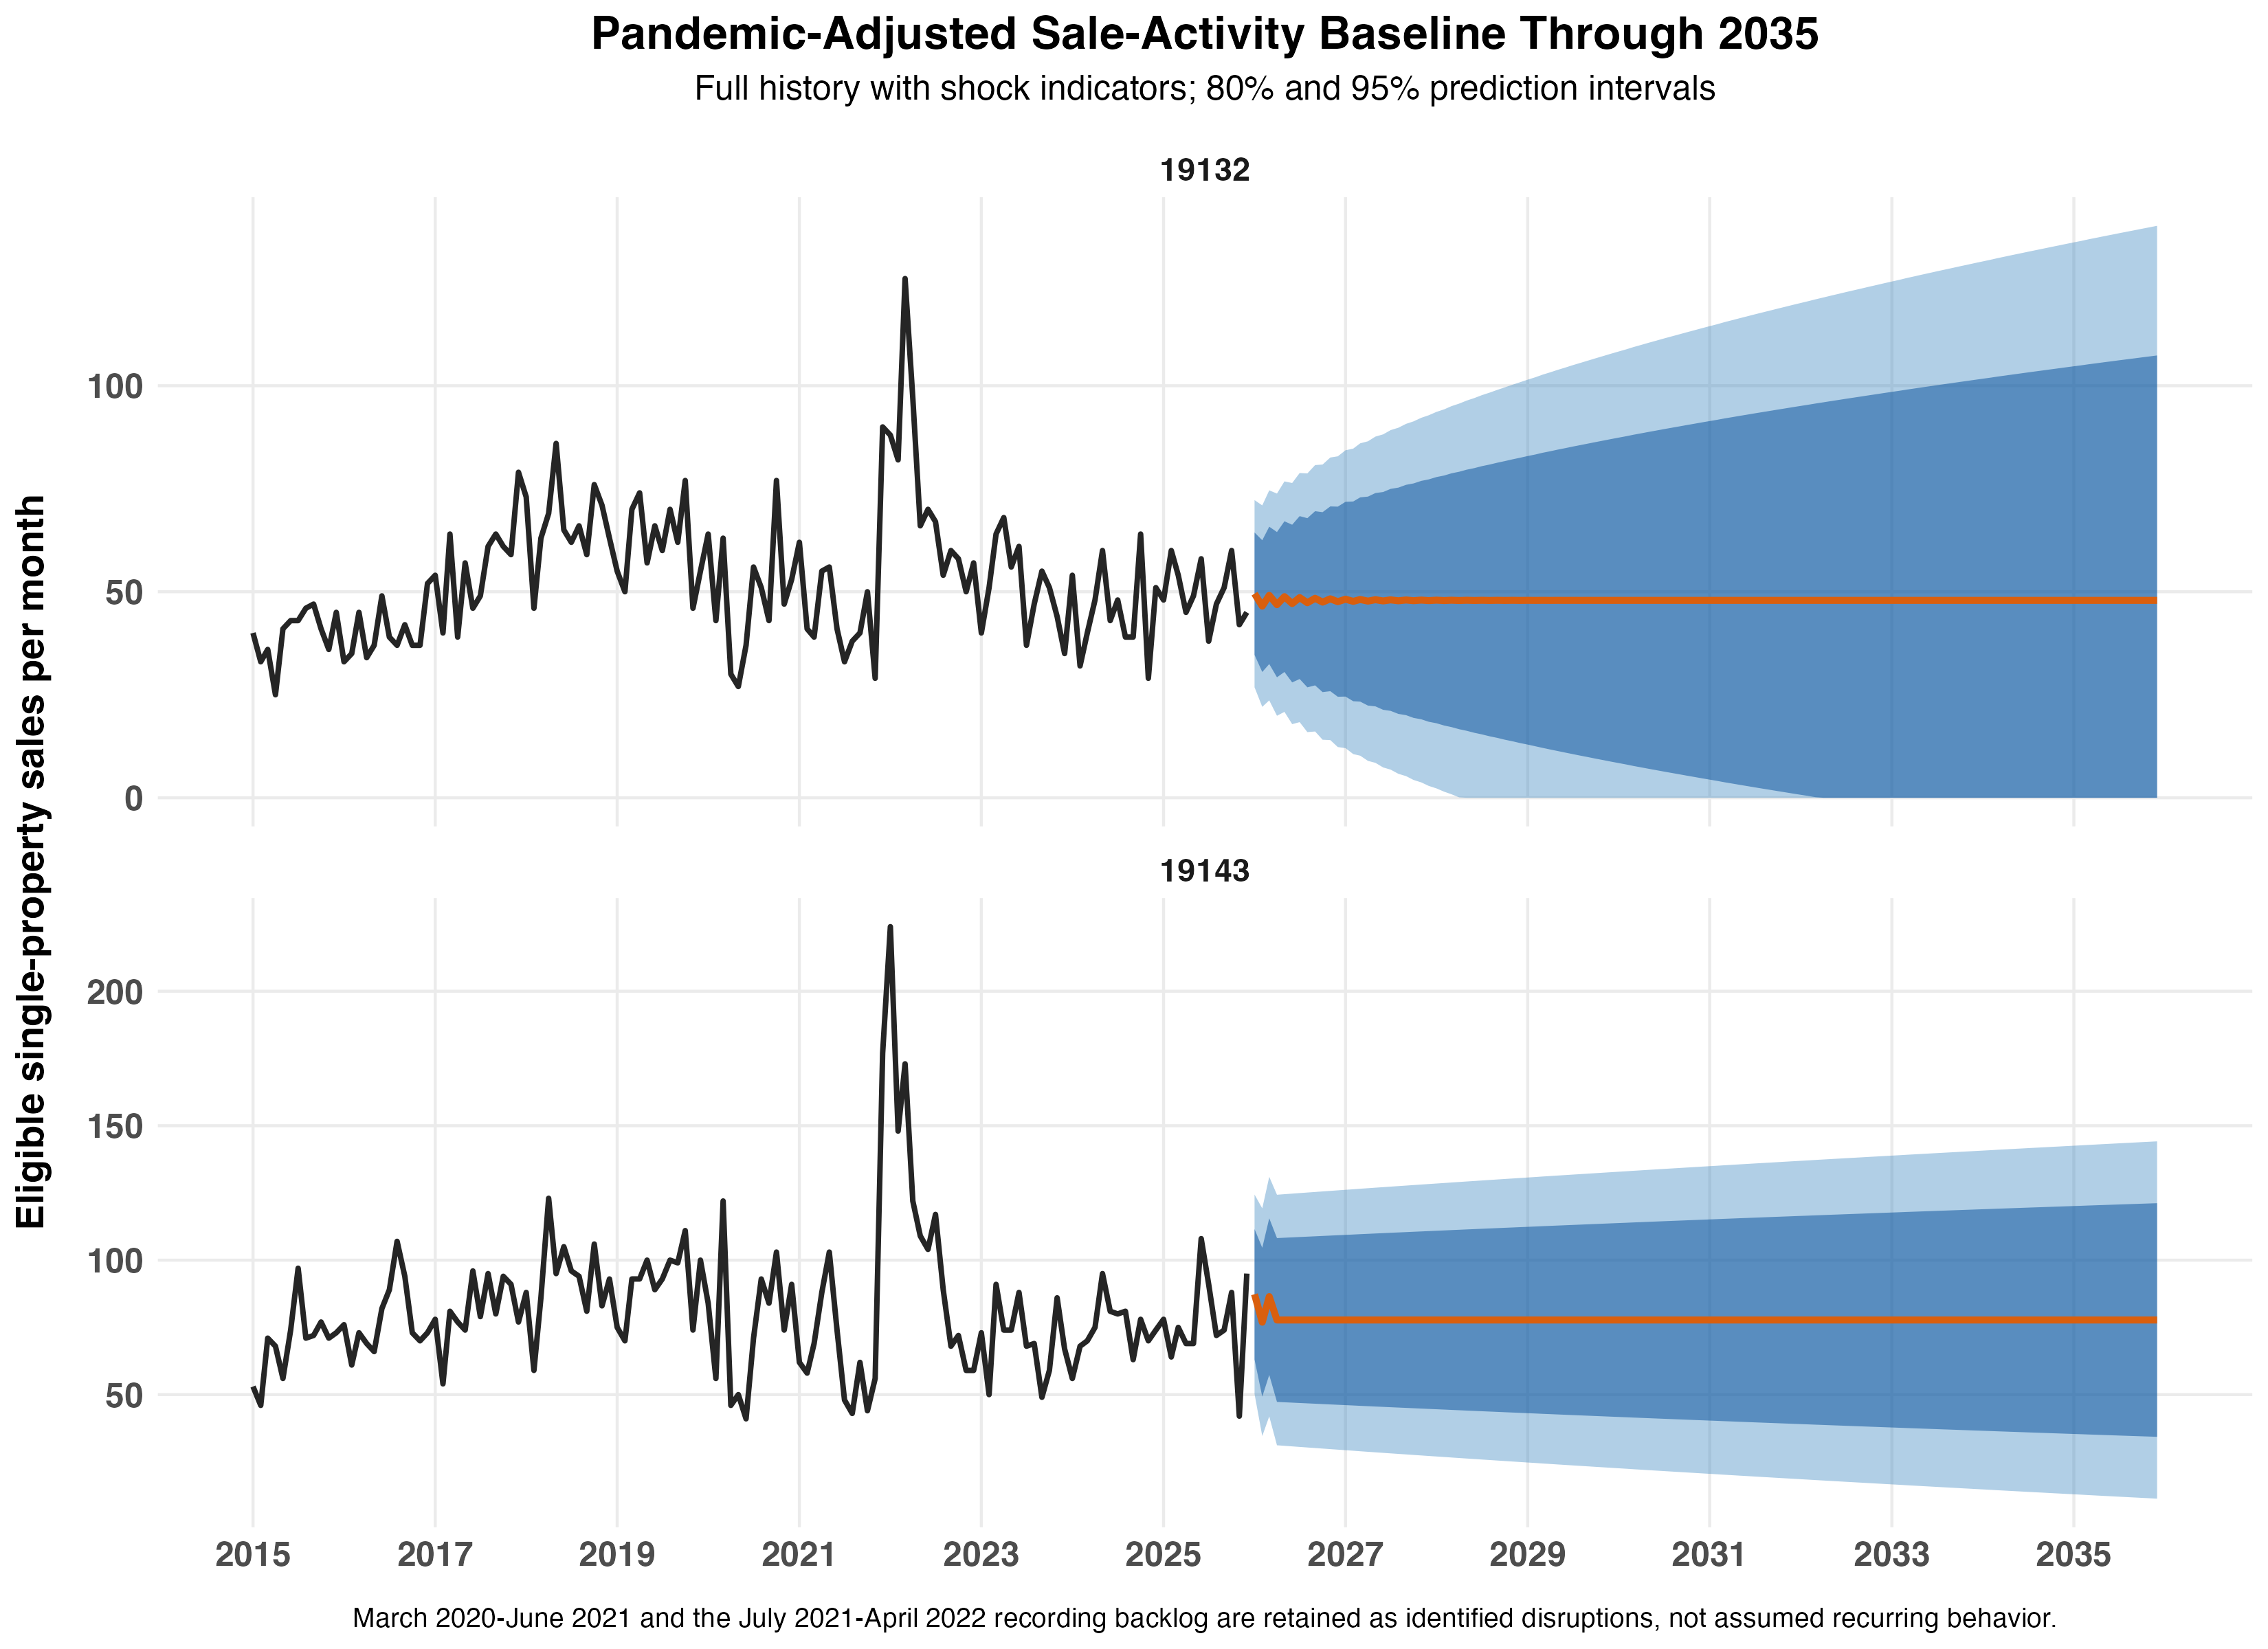 Pandemic-Adjusted Sale-Activity Baseline Through 2035
Full history with shock indicators; 80% and 95% prediction intervals
Eligible single-property sales per month
19132
100
50
0
19143
200
150
100
50
2015 2017 2019 2021 2023 2025 2027 2029 2031 2033 2035
March 2020-June 2021 and the July 2021-April 2022 recording backlog are retained as identified disruptions, not assumed recurring behavior.